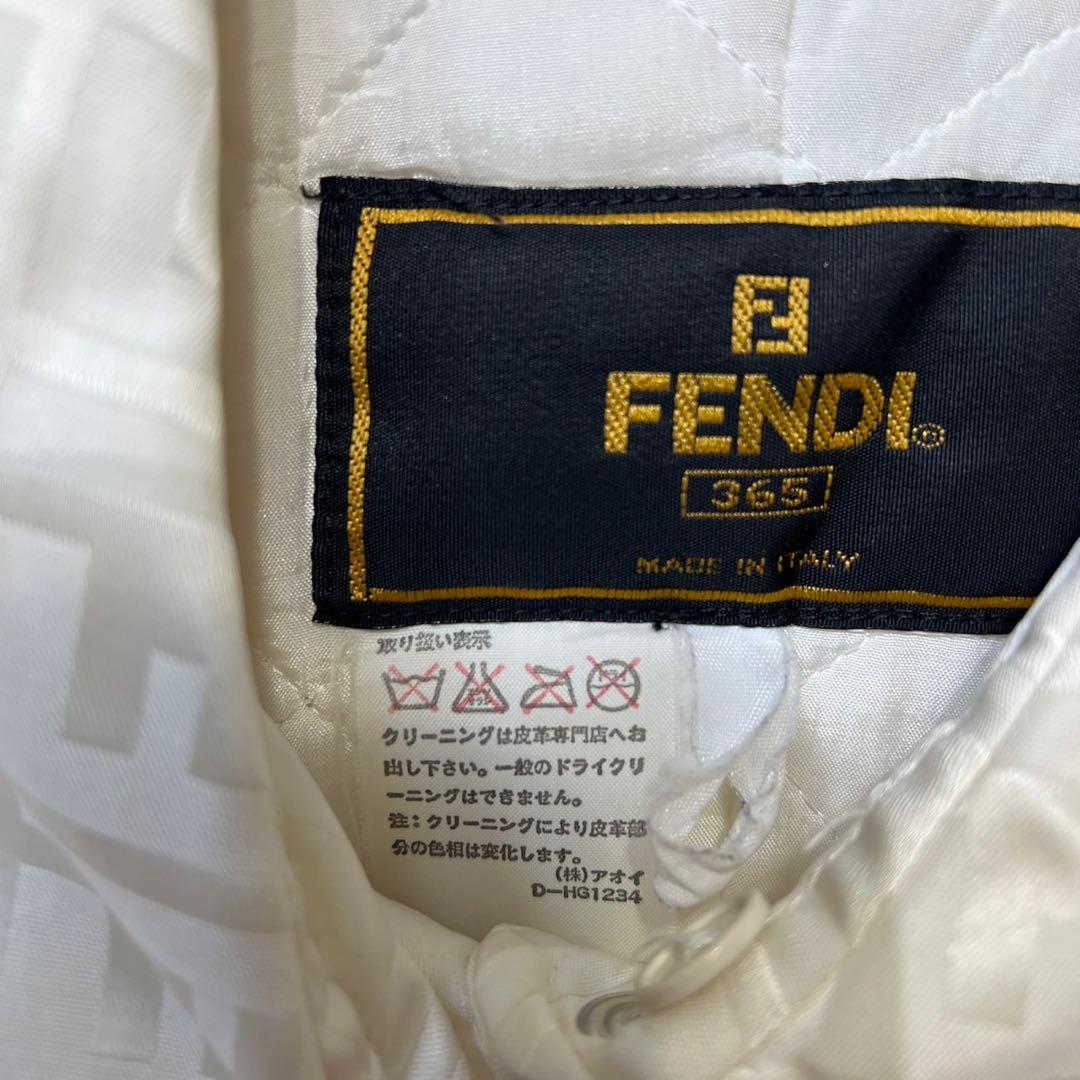 FENDI®
365
MADE IN ITALY
取り扱い表示
クリーニングは皮革専門店へお
出し下さい。一般のドライクリ
ーニングはできません。
注:クリーニングにより皮革部
分の色相は変化します。
(株)アオイ
D-HG1234